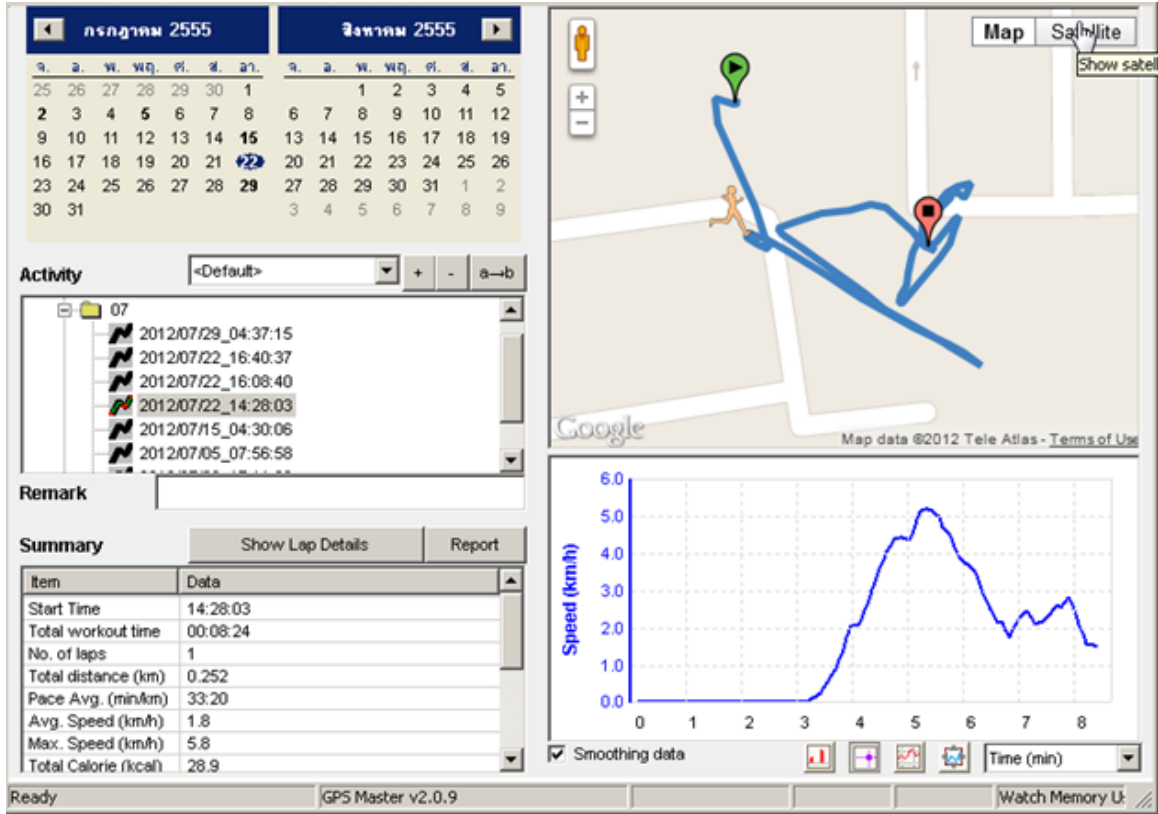 กรกฎาคม 2555
จ. อ. พ. พฤ. ศ. ส. อา.
25 26 27 28 29 30 1
2 3 4 5 6 7 8
9 10 11 12 13 14 15
16 17 18 19 20 21 22
23 24 25 26 27 28 29
30 31
สิงหาคม 2555
จ. อ. พ. พฤ. ศ. ส. อา.
1 2 3 4 5
6 7 8 9 10 11 12
13 14 15 16 17 18 19
20 21 22 23 24 25 26
27 28 29 30 31 1 2
3 4 5 6 7 8 9
Activity <Default> + - a→b
07
2012/07/29_04:37:15
2012/07/22_16:40:37
2012/07/22_16:08:40
2012/07/22_14:28:03
2012/07/15_04:30:06
2012/07/05_07:56:58
Remark
Summary Show Lap Details Report
Item Data
Start Time 14:28:03
Total workout time 00:08:24
No. of laps 1
Total distance (km) 0.252
Pace Avg. (min/km) 33:20
Avg. Speed (km/h) 1.8
Max. Speed (km/h) 5.8
Total Calorie (kcal) 28.9
Map Satellite
Show satell
+
−
Google
Map data ©2012 Tele Atlas - Terms of Use
Speed (km/h)
6.0
5.0
4.0
3.0
2.0
1.0
0.0
0 1 2 3 4 5 6 7 8
Smoothing data Time (min)
Ready GPS Master v2.0.9 Watch Memory U